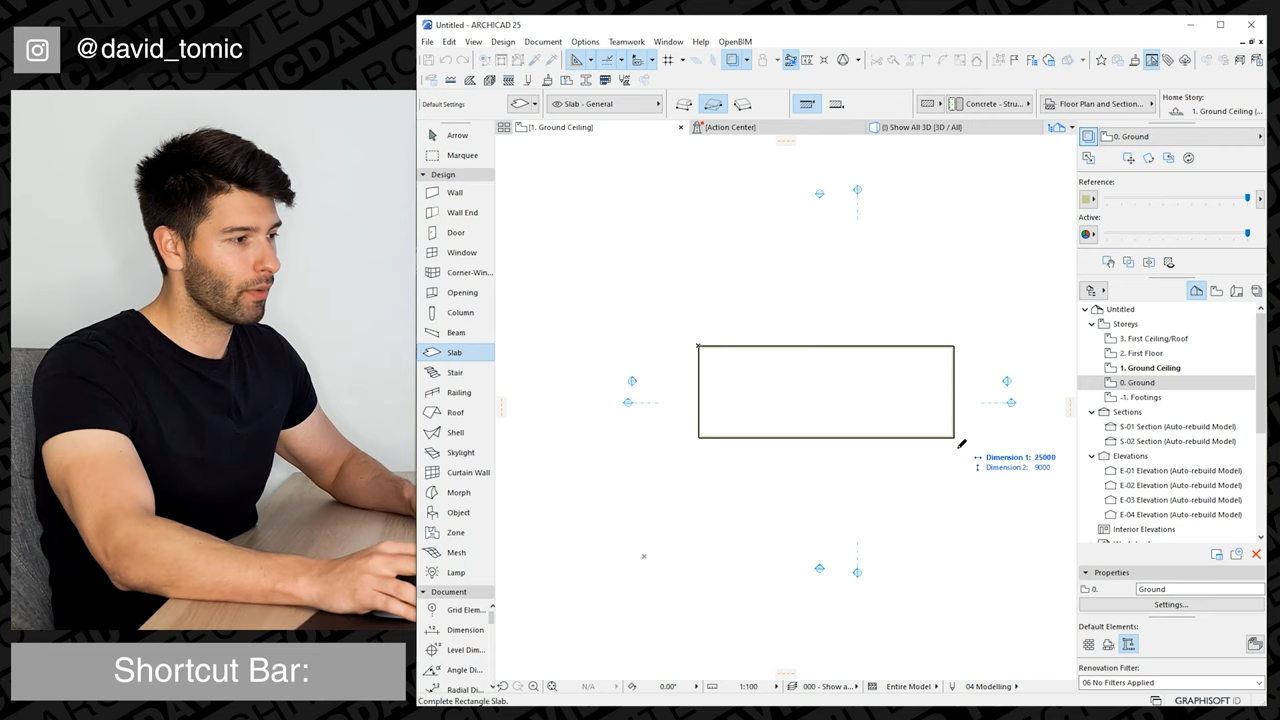 @david_tomic
Untitled - ARCHICAD 25
File Edit View Design Document Options Teamwork Window Help OpenBIM
Default Settings
Slab - General
Concrete - Stru...
Floor Plan and Section...
Home Story:
1. Ground Ceiling (...
[1. Ground Ceiling]
[Action Center]
(!) Show All 3D [3D / All]
Arrow
Marquee
Design
Wall
Wall End
Door
Window
Corner-Win...
Opening
Column
Beam
Slab
Stair
Railing
Roof
Shell
Skylight
Curtain Wall
Morph
Object
Zone
Mesh
Lamp
Document
Grid Elem...
Dimension
Level Dim...
Angle Di...
Radial Di...
Dimension 1: 25000
Dimension 2: 9000
0. Ground
Reference:
Active:
Untitled
Storeys
3. First Ceiling/Roof
2. First Floor
1. Ground Ceiling
0. Ground
-1. Footings
Sections
S-01 Section (Auto-rebuild Model)
S-02 Section (Auto-rebuild Model)
Elevations
E-01 Elevation (Auto-rebuild Model)
E-02 Elevation (Auto-rebuild Model)
E-03 Elevation (Auto-rebuild Model)
E-04 Elevation (Auto-rebuild Model)
Interior Elevations
Properties
0. Ground
Settings...
Default Elements:
Renovation Filter:
06 No Filters Applied
N/A
0.00°
1:100
000 - Show a...
Entire Model
04 Modelling
Complete Rectangle Slab.
GRAPHISOFT ID
Shortcut Bar: